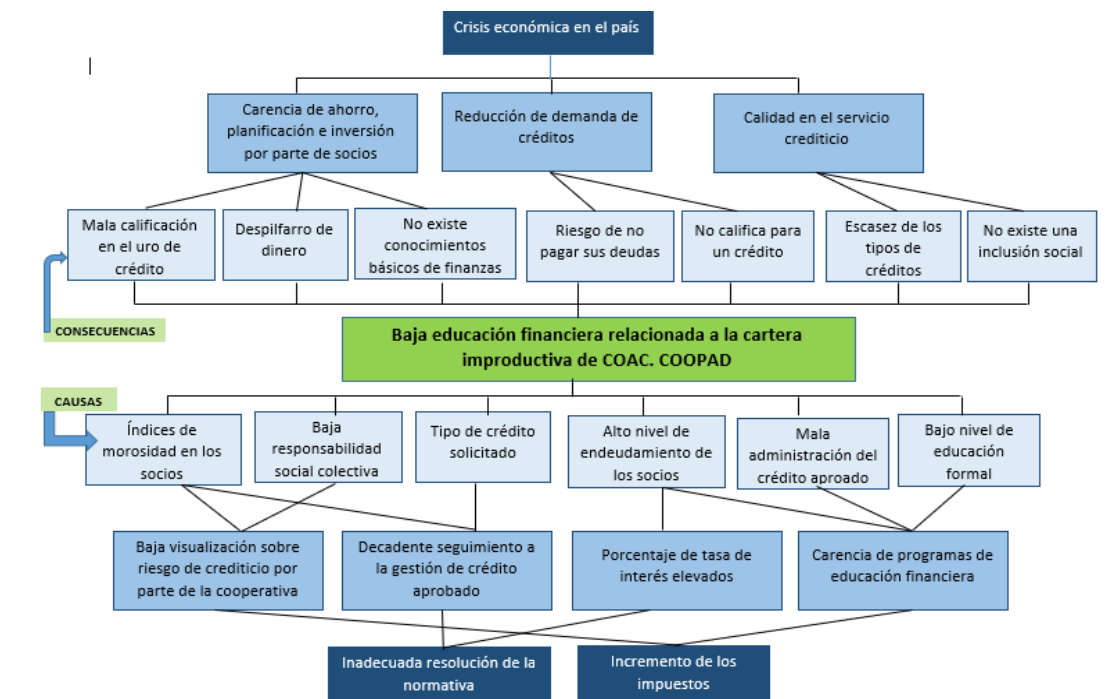 Crisis económica en el país
Carencia de ahorro,
planificación e inversión
por parte de socios
Reducción de demanda de
créditos
Calidad en el servicio
crediticio
Mala calificación
en el uro de
crédito
Despilfarro de
dinero
No existe
conocimientos
básicos de finanzas
Riesgo de no
pagar sus deudas
No califica para
un crédito
Escasez de los
tipos de
créditos
No existe una
inclusión social
CONSECUENCIAS
Baja educación financiera relacionada a la cartera
improductiva de COAC. COOPAD
CAUSAS
Índices de
morosidad en los
socios
Baja
responsabilidad
social colectiva
Tipo de crédito
solicitado
Alto nivel de
endeudamiento de
los socios
Mala
administración del
crédito aproado
Bajo nivel de
educación
formal
Baja visualización sobre
riesgo de crediticio por
parte de la cooperativa
Decadente seguimiento a
la gestión de crédito
aprobado
Porcentaje de tasa de
interés elevados
Carencia de programas de
educación financiera
Inadecuada resolución de la
normativa
Incremento de los
impuestos